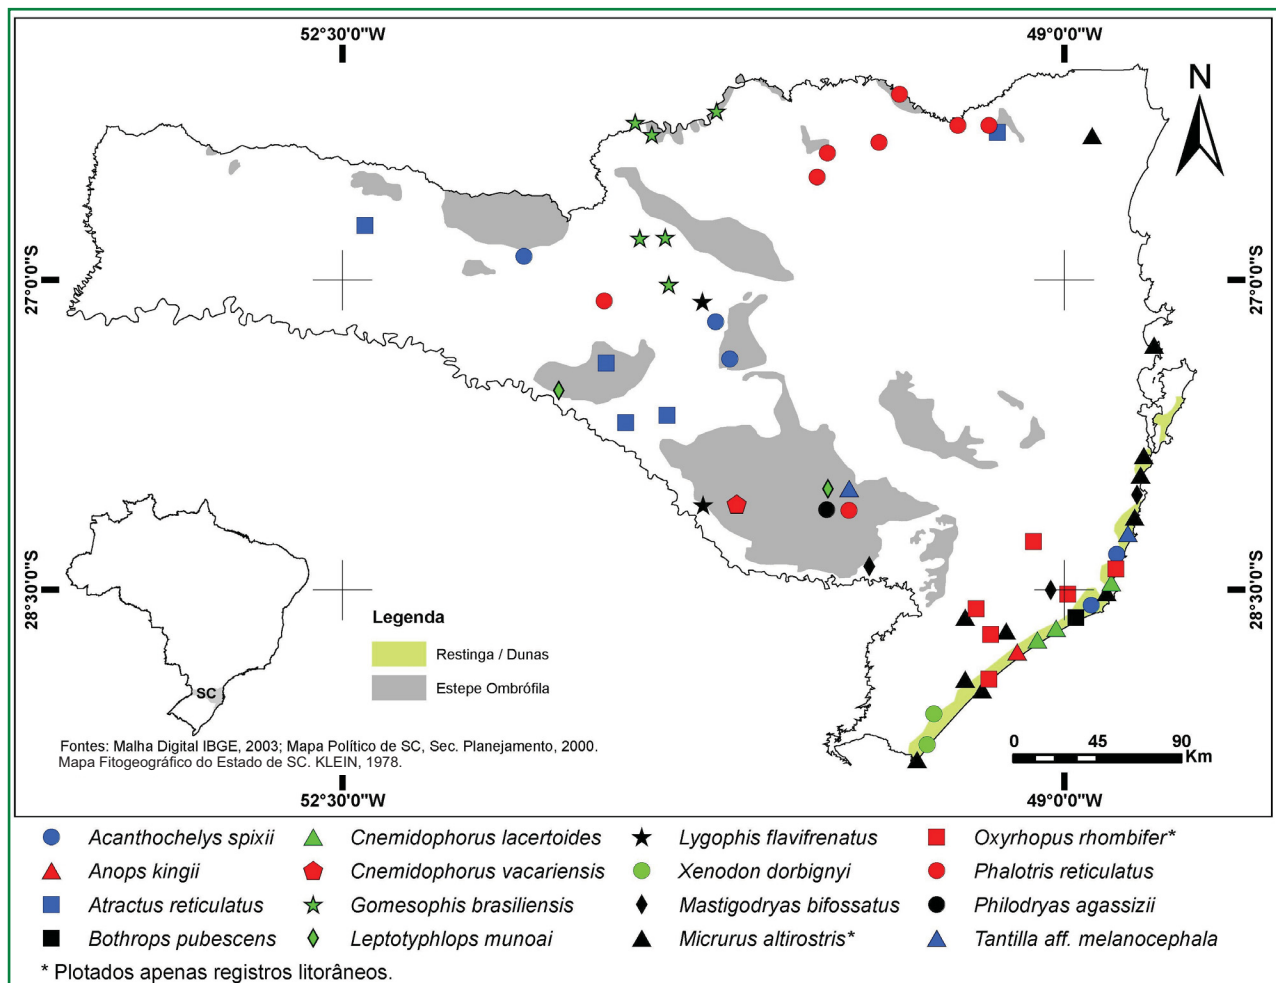 52°30'0"W
49°0'0"W
N
27°0'0"S
27°0'0"S
28°30'0"S
28°30'0"S
Legenda
Restinga / Dunas
Estepe Ombrófila
SC
Fontes: Malha Digital IBGE, 2003; Mapa Político de SC, Sec. Planejamento, 2000.
Mapa Fitogeográfico do Estado de SC. KLEIN, 1978.
0 45 90
Km
52°30'0"W
49°0'0"W
Acanthochelys spixii
Cnemidophorus lacertoides
Lygophis flavifrenatus
Oxyrhopus rhombifer*
Anops kingii
Cnemidophorus vacariensis
Xenodon dorbignyi
Phalotris reticulatus
Atractus reticulatus
Gomesophis brasiliensis
Mastigodryas bifossatus
Philodryas agassizii
Bothrops pubescens
Leptotyphlops munoai
Micrurus altirostris*
Tantilla aff. melanocephala
* Plotados apenas registros litorâneos.